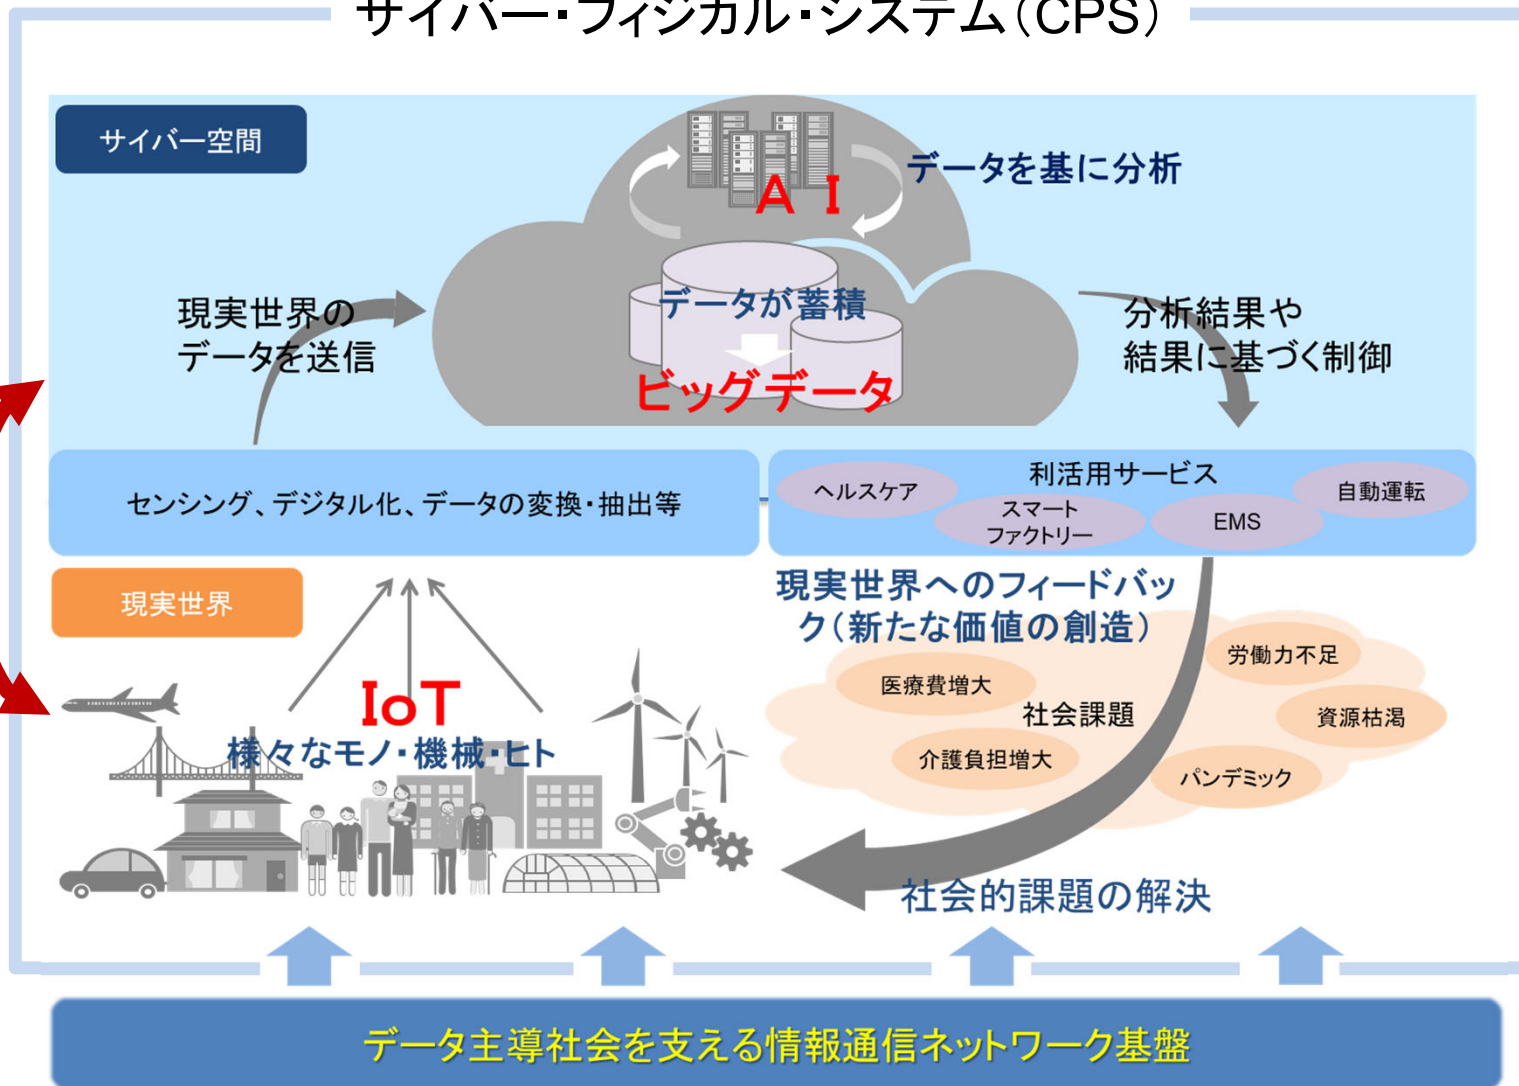 サイバー・フィジカル・システム(CPS)
サイバー空間
データを基に分析
AI
現実世界の
データを送信
データが蓄積
ビッグデータ
分析結果や
結果に基づく制御
センシング、デジタル化、データの変換・抽出等
利活用サービス
ヘルスケア
スマート
ファクトリー
EMS
自動運転
現実世界
現実世界へのフィードバッ
ク(新たな価値の創造)
IoT
様々なモノ・機械・ヒト
労働力不足
医療費増大
社会課題
資源枯渇
介護負担増大
パンデミック
社会的課題の解決
データ主導社会を支える情報通信ネットワーク基盤